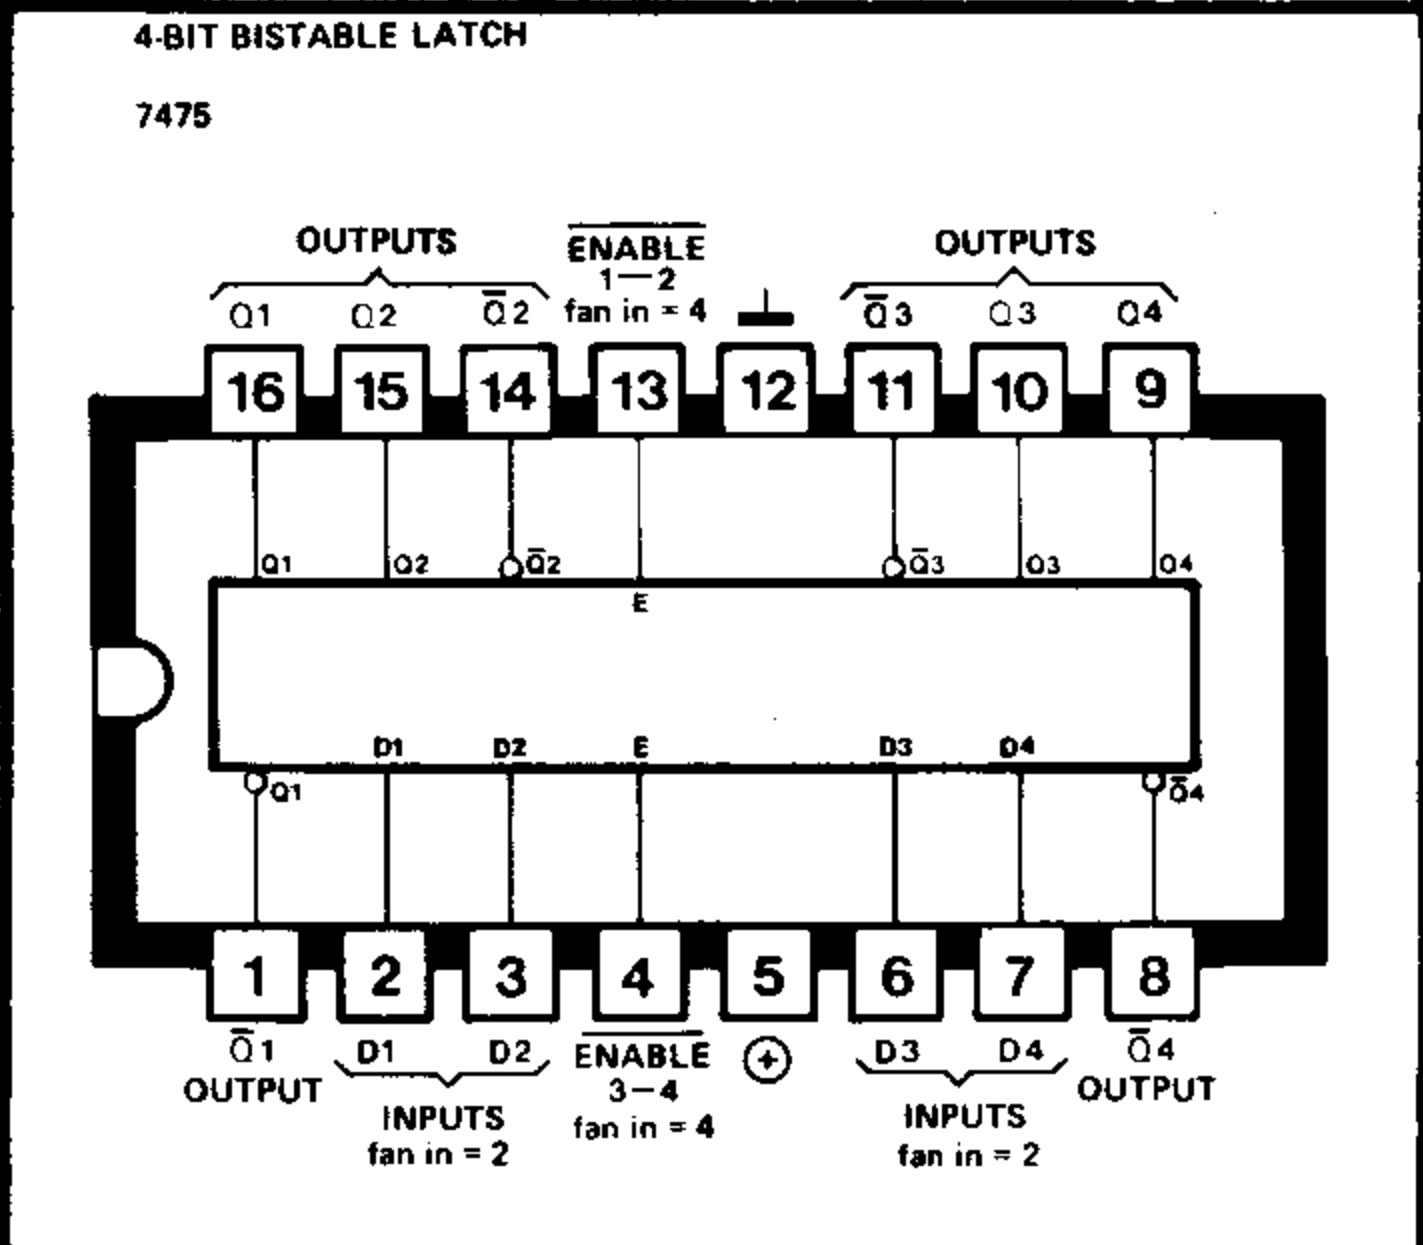 4-BIT BISTABLE LATCH
7475
OUTPUTS
Q1 Q2 Q̅2
E̅N̅A̅B̅L̅E̅
1—2
fan in = 4
OUTPUTS
Q̅3 Q3 Q4
16 15 14 13 12 11 10 9
Q1 Q2 Q̅2 Q̅3 Q3 Q4
E
D1 D2 E D3 D4
Q1 Q̅4
1 2 3 4 5 6 7 8
Q̅1
OUTPUT
D1 D2
INPUTS
fan in = 2
E̅N̅A̅B̅L̅E̅
3—4
fan in = 4
+
D3 D4
INPUTS
fan in = 2
Q̅4
OUTPUT